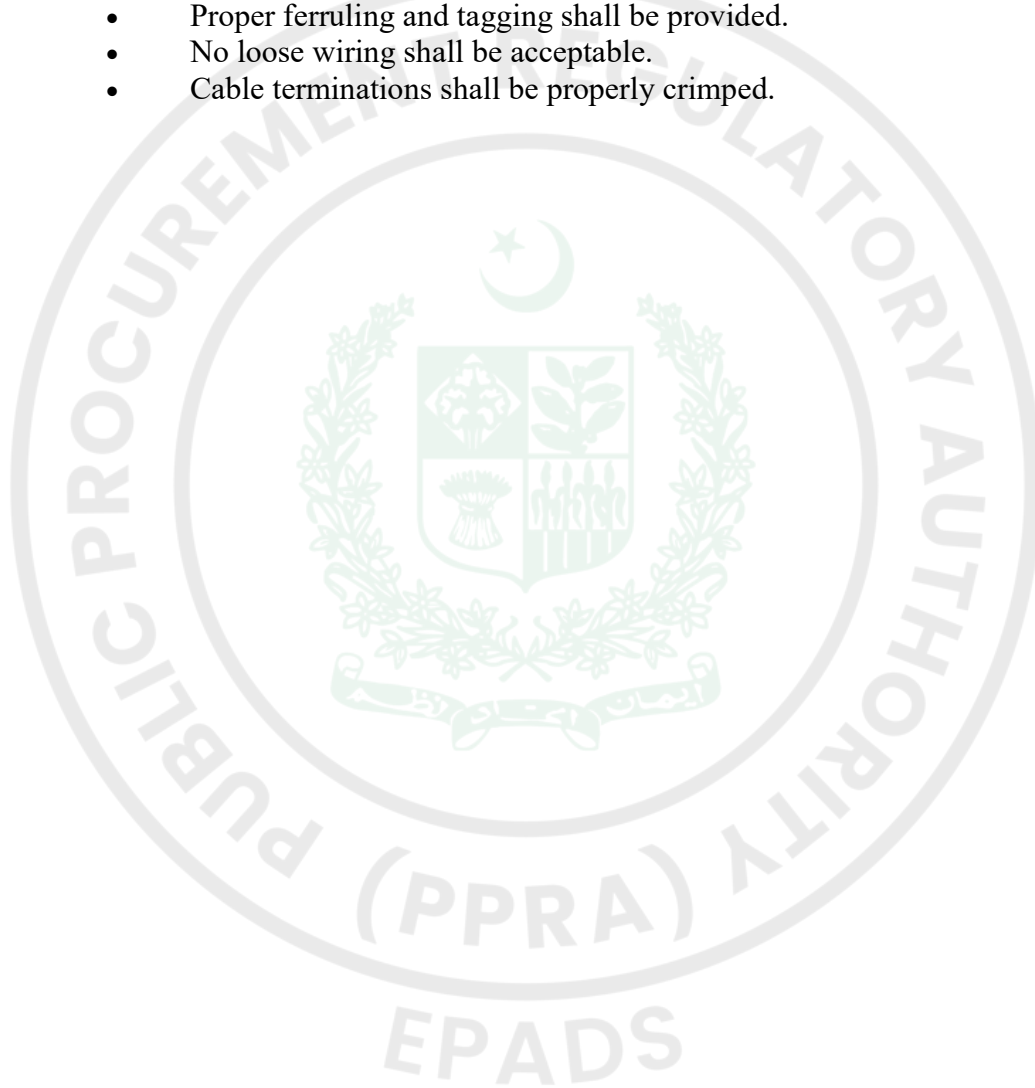 • Proper ferruling and tagging shall be provided.
• No loose wiring shall be acceptable.
• Cable terminations shall be properly crimped.
PUBLIC PROCUREMENT REGULATORY AUTHORITY
(PPRA)
EPADS